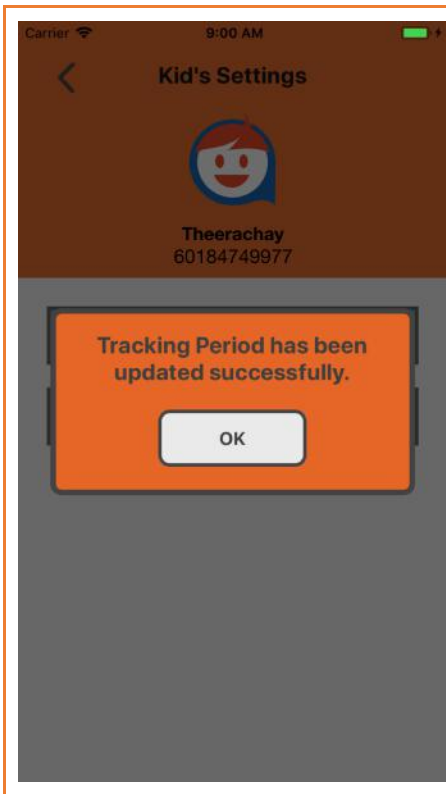 Carrier 9:00 AM
Kid's Settings
Theerachay
60184749977
Tracking Period has been
updated successfully.
OK